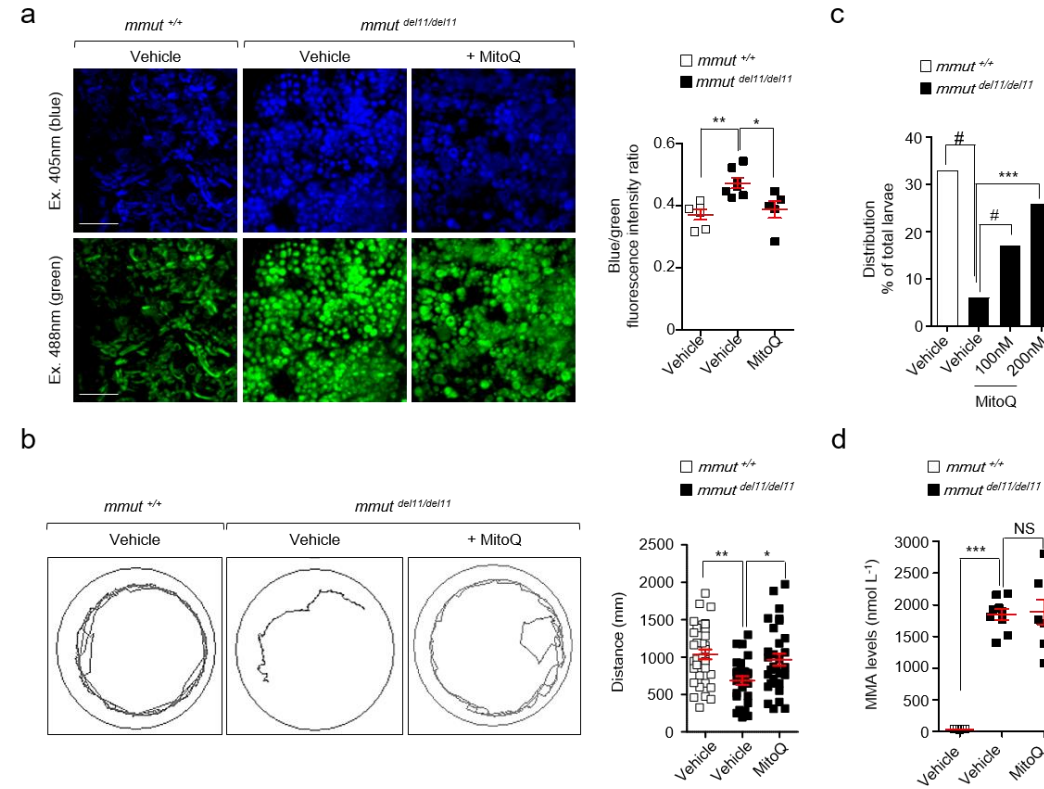 a
mmut +/+
mmut del11/del11
Vehicle
Vehicle
+ MitoQ
Ex. 405nm (blue)
Ex. 488nm (green)
mmut +/+
mmut del11/del11
Blue/green
fluorescence intensity ratio
0.6
0.4
0.2
0
**
*
Vehicle
Vehicle
MitoQ
c
mmut +/+
mmut del11/del11
Distribution
% of total larvae
40
30
20
10
0
#
***
#
Vehicle
Vehicle
100nM
200nM
MitoQ
b
mmut +/+
mmut del11/del11
Vehicle
Vehicle
+ MitoQ
mmut +/+
mmut del11/del11
Distance (mm)
2500
2000
1500
1000
500
0
**
*
Vehicle
Vehicle
MitoQ
d
mmut +/+
mmut del11/del11
MMA levels (nmol L-1)
3000
2500
2000
1500
1000
500
0
***
NS
Vehicle
Vehicle
MitoQ